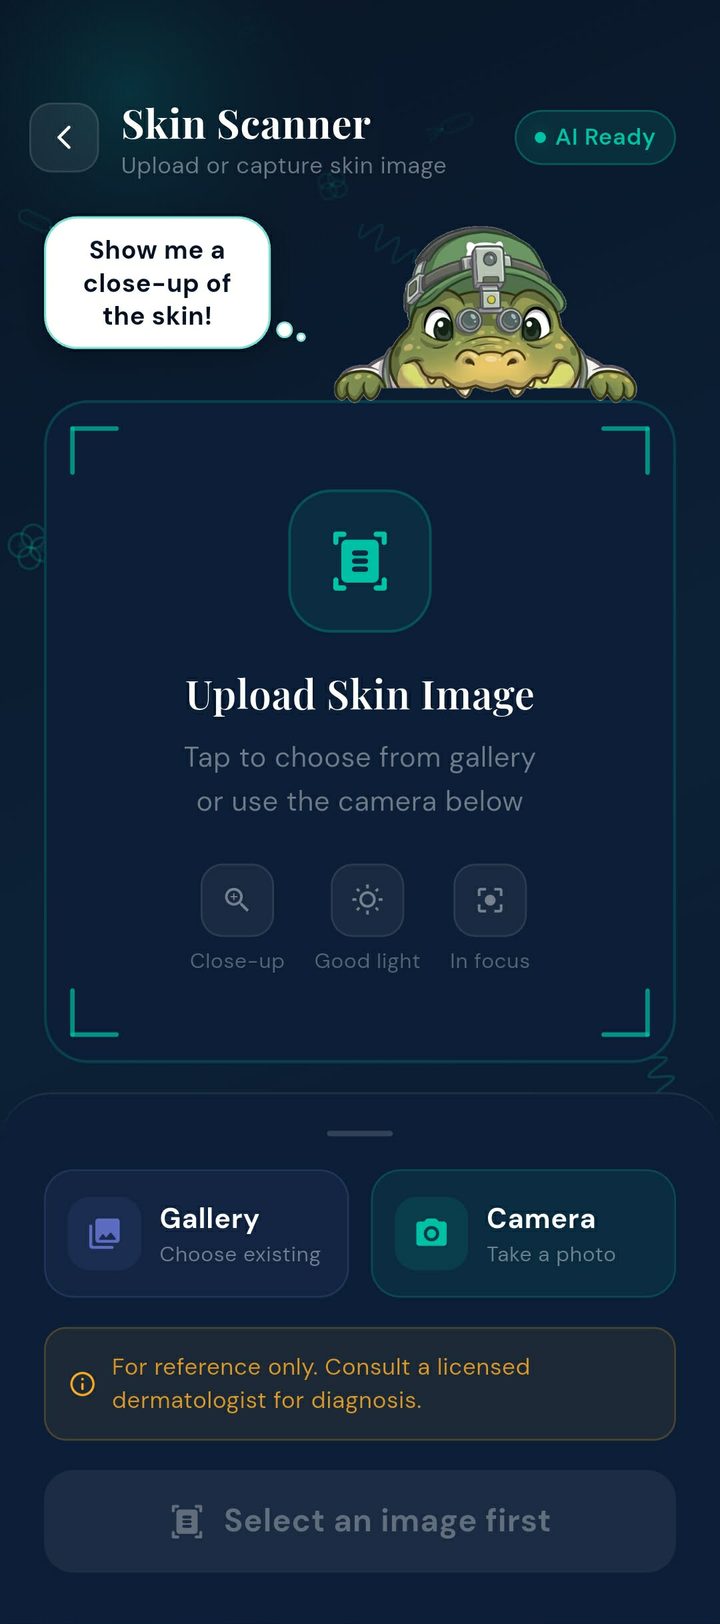 Skin Scanner
Upload or capture skin image
AI Ready
Show me a
close-up of
the skin!
Upload Skin Image
Tap to choose from gallery
or use the camera below
Close-up
Good light
In focus
Gallery
Choose existing
Camera
Take a photo
For reference only. Consult a licensed
dermatologist for diagnosis.
Select an image first